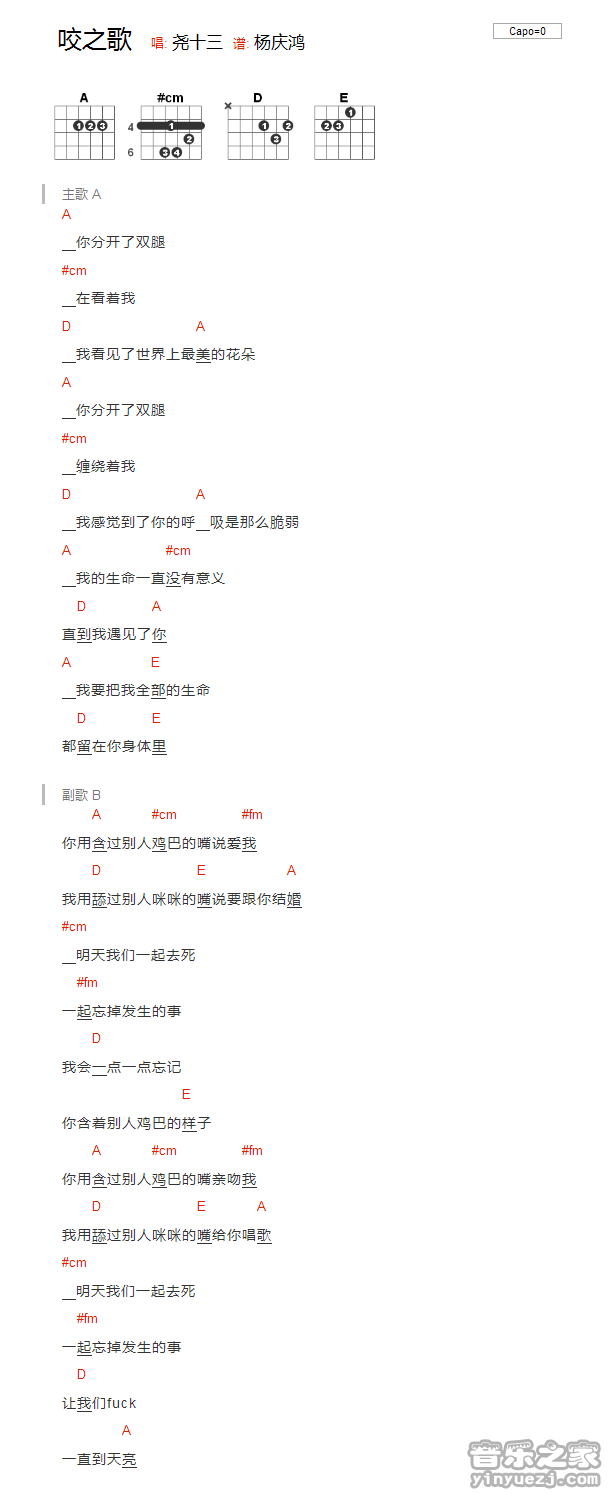 咬之歌 唱: 尧十三 谱: 杨庆鸿 Capo=0
A #cm D E
1 2 3 4 1 2 3 4 6 × 1 2 3 1 2 3
主歌 A
A
__你分开了双腿
#cm
__在看着我
D A
__我看见了世界上最美的花朵
A
__你分开了双腿
#cm
__缠绕着我
D A
__我感觉到了你的呼__吸是那么脆弱
A #cm
__我的生命一直没有意义
D A
直到我遇见了你
A E
__我要把我全部的生命
D E
都留在你身体里
副歌 B
A #cm #fm
你用含过别人鸡巴的嘴说爱我
D E A
我用舔过别人咪咪的嘴说要跟你结婚
#cm
__明天我们一起去死
#fm
一起忘掉发生的事
D
我会一点一点忘记
E
你含着别人鸡巴的样子
A #cm #fm
你用含过别人鸡巴的嘴亲吻我
D E A
我用舔过别人咪咪的嘴给你唱歌
#cm
__明天我们一起去死
#fm
一起忘掉发生的事
D
让我们fuck
A
一直到天亮
音乐之家
yinyuezj.com